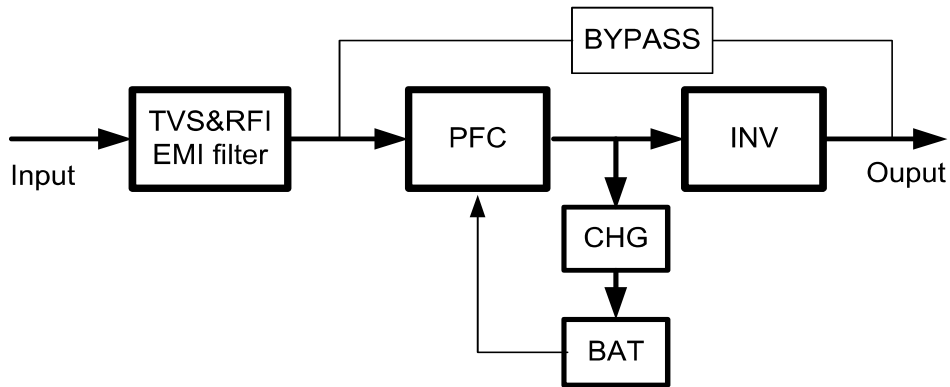 BYPASS
TVS&RFI
EMI filter
PFC
INV
Input
Ouput
CHG
BAT